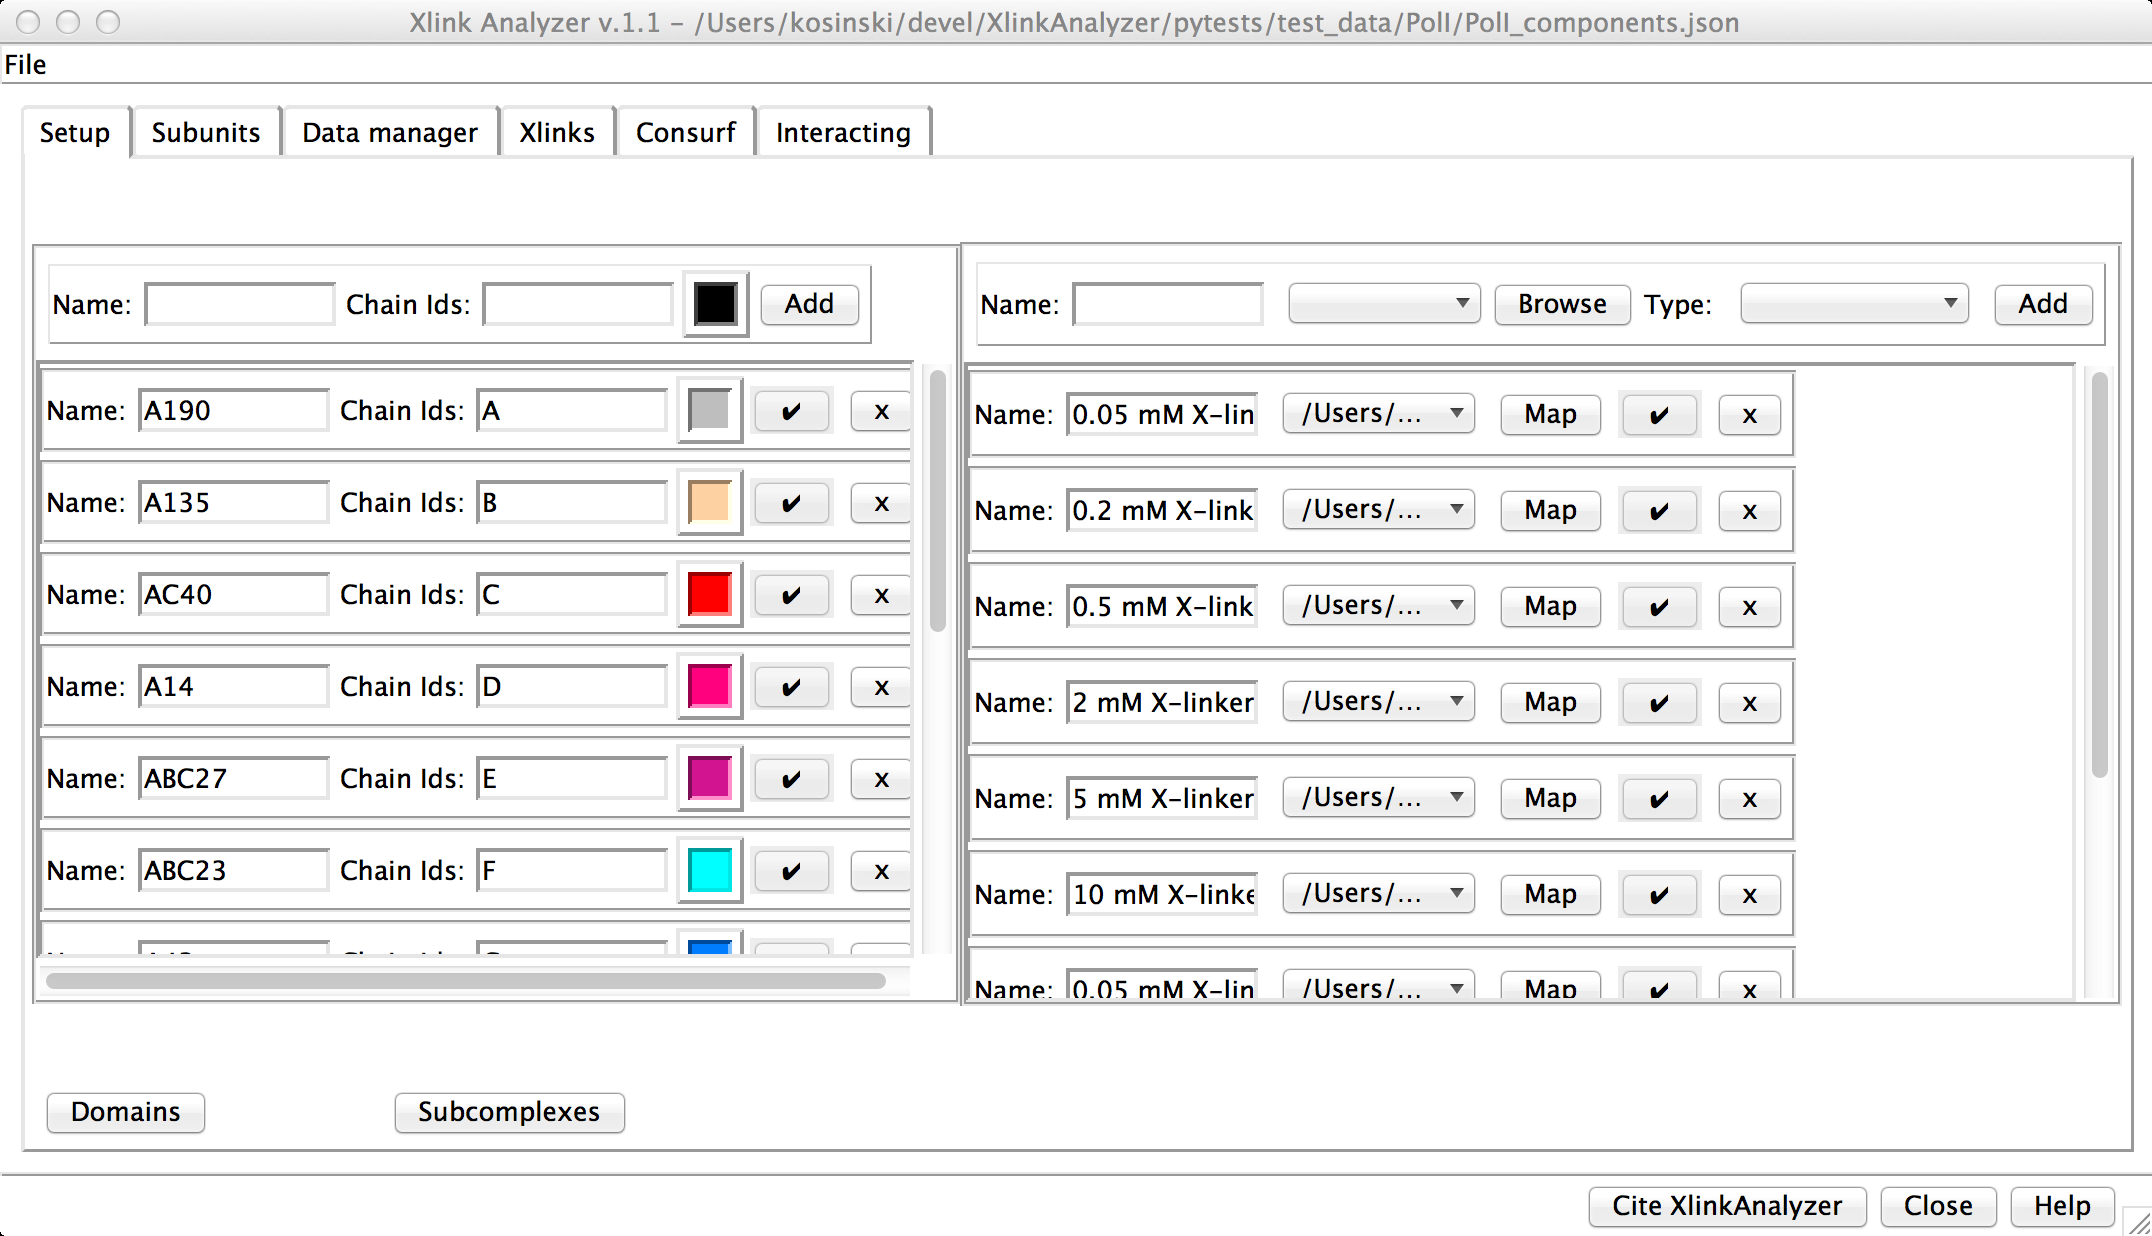 Xlink Analyzer v.1.1 – /Users/kosinski/devel/XlinkAnalyzer/pytests/test_data/PolI/PolI_components.json
File
Setup Subunits Data manager Xlinks Consurf Interacting
Name: Chain Ids: Add
Name: A190 Chain Ids: A ✔ x
Name: A135 Chain Ids: B ✔ x
Name: AC40 Chain Ids: C ✔ x
Name: A14 Chain Ids: D ✔ x
Name: ABC27 Chain Ids: E ✔ x
Name: ABC23 Chain Ids: F ✔ x
Name: Browse Type: Add
Name: 0.05 mM X-lin /Users/... Map ✔ x
Name: 0.2 mM X-link /Users/... Map ✔ x
Name: 0.5 mM X-link /Users/... Map ✔ x
Name: 2 mM X-linker /Users/... Map ✔ x
Name: 5 mM X-linker /Users/... Map ✔ x
Name: 10 mM X-linke /Users/... Map ✔ x
Name: 0.05 mM X-lin /Users/... Map ✔ x
Domains Subcomplexes
Cite XlinkAnalyzer Close Help